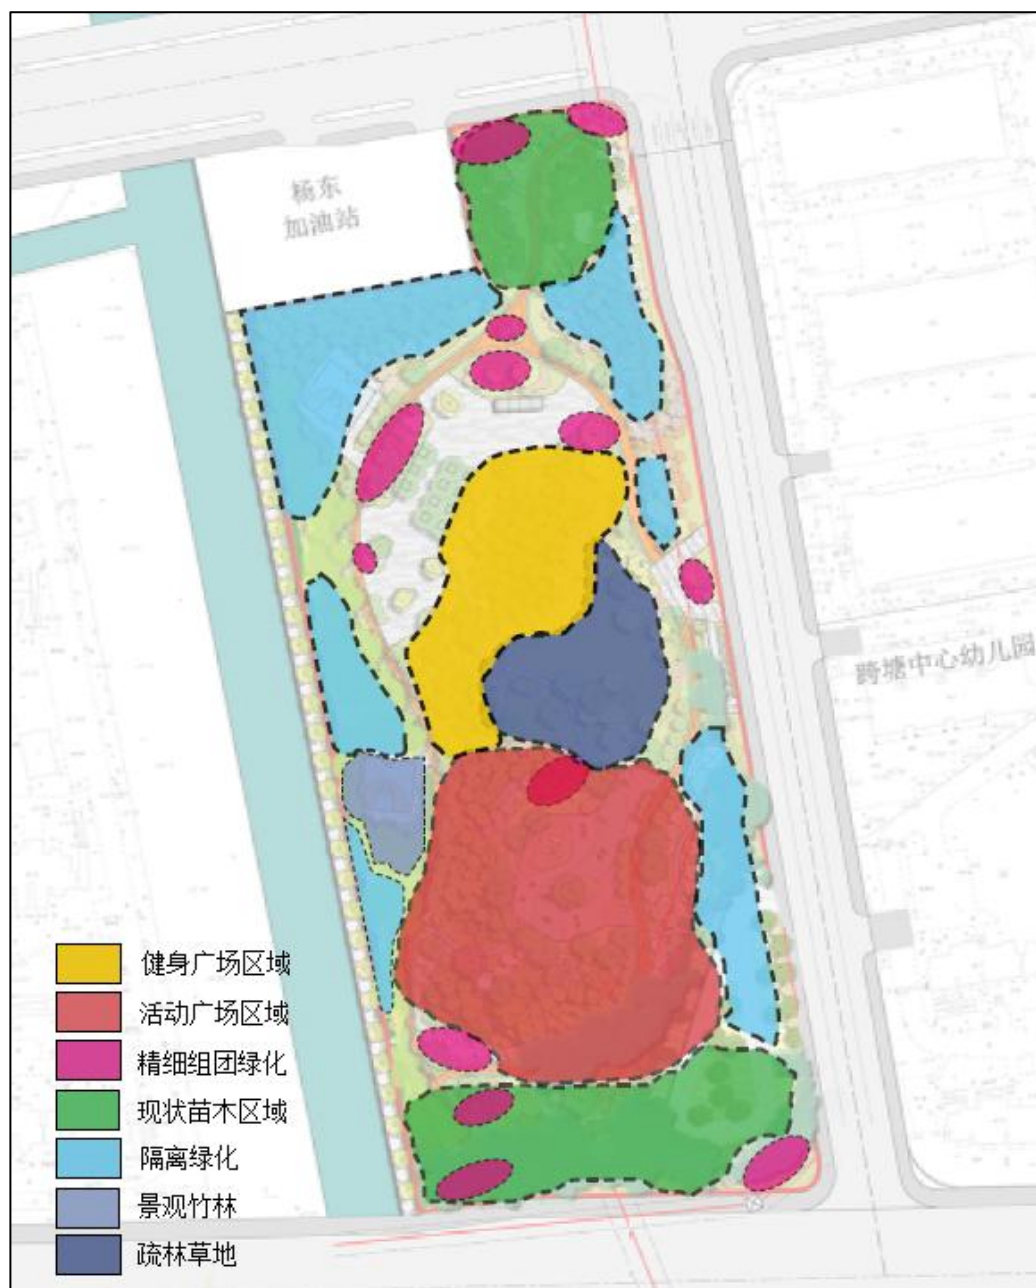 杨东
加油站
跨塘中心幼儿园
健身广场区域
活动广场区域
精细组团绿化
现状苗木区域
隔离绿化
景观竹林
疏林草地